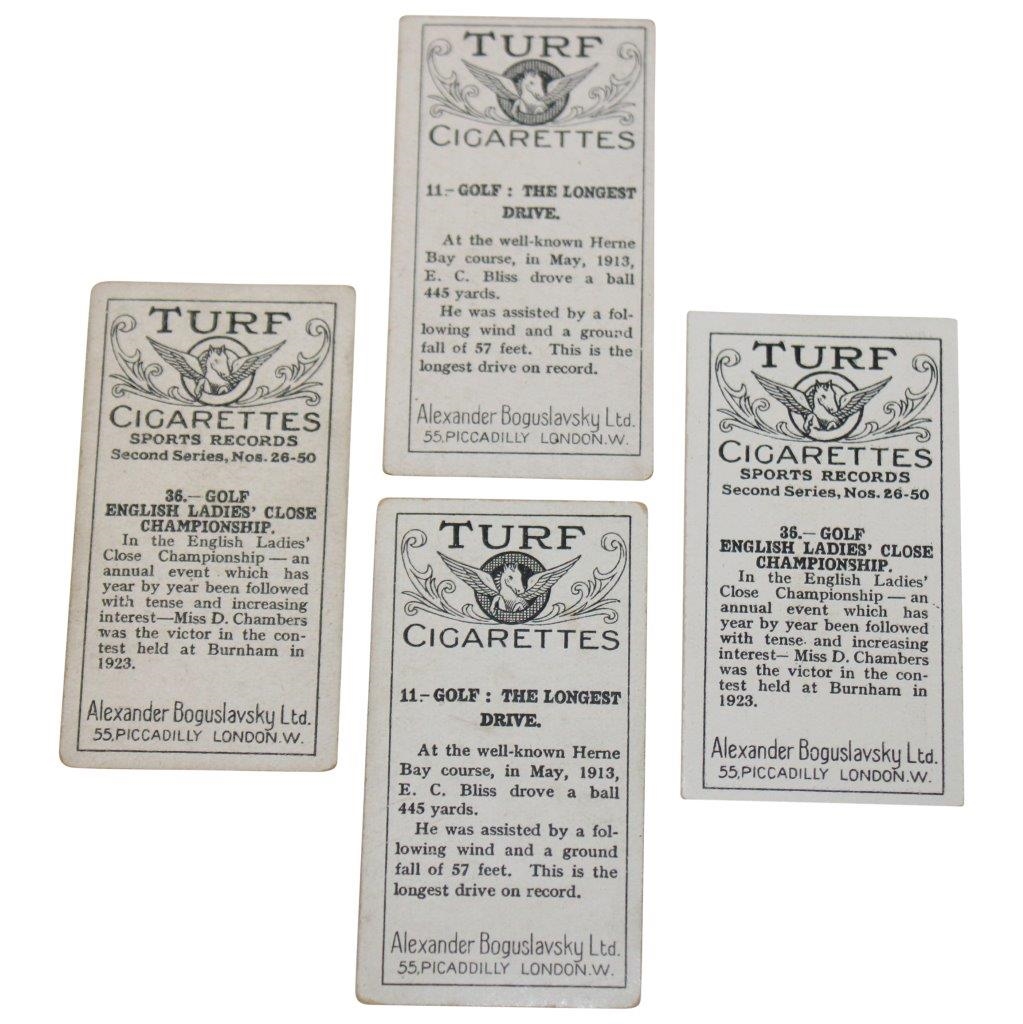 TURF
CIGARETTES
11.-GOLF : THE LONGEST
DRIVE.
At the well-known Herne
Bay course, in May, 1913,
E. C. Bliss drove a ball
445 yards.
He was assisted by a fol-
lowing wind and a ground
fall of 57 feet. This is the
longest drive on record.
Alexander Boguslavsky Ltd.
55,PICCADILLY LONDON.W.
TURF
CIGARETTES
SPORTS RECORDS
Second Series, Nos. 26-50
36.—GOLF
ENGLISH LADIES' CLOSE
CHAMPIONSHIP.
In the English Ladies'
Close Championship — an
annual event which has
year by year been followed
with tense and increasing
interest—Miss D. Chambers
was the victor in the con-
test held at Burnham in
1923.
Alexander Boguslavsky Ltd.
55,PICCADILLY LONDON.W.
TURF
CIGARETTES
SPORTS RECORDS
Second Series, Nos. 26-50
36.—GOLF
ENGLISH LADIES' CLOSE
CHAMPIONSHIP.
In the English Ladies'
Close Championship — an
annual event which has
year by year been followed
with tense and increasing
interest— Miss D. Chambers
was the victor in the con-
test held at Burnham in
1923.
Alexander Boguslavsky Ltd.
55,PICCADILLY LONDON.W.
TURF
CIGARETTES
11.-GOLF : THE LONGEST
DRIVE.
At the well-known Herne
Bay course, in May, 1913,
E. C. Bliss drove a ball
445 yards.
He was assisted by a fol-
lowing wind and a ground
fall of 57 feet. This is the
longest drive on record.
Alexander Boguslavsky Ltd.
55,PICADDILLY LONDON.W.